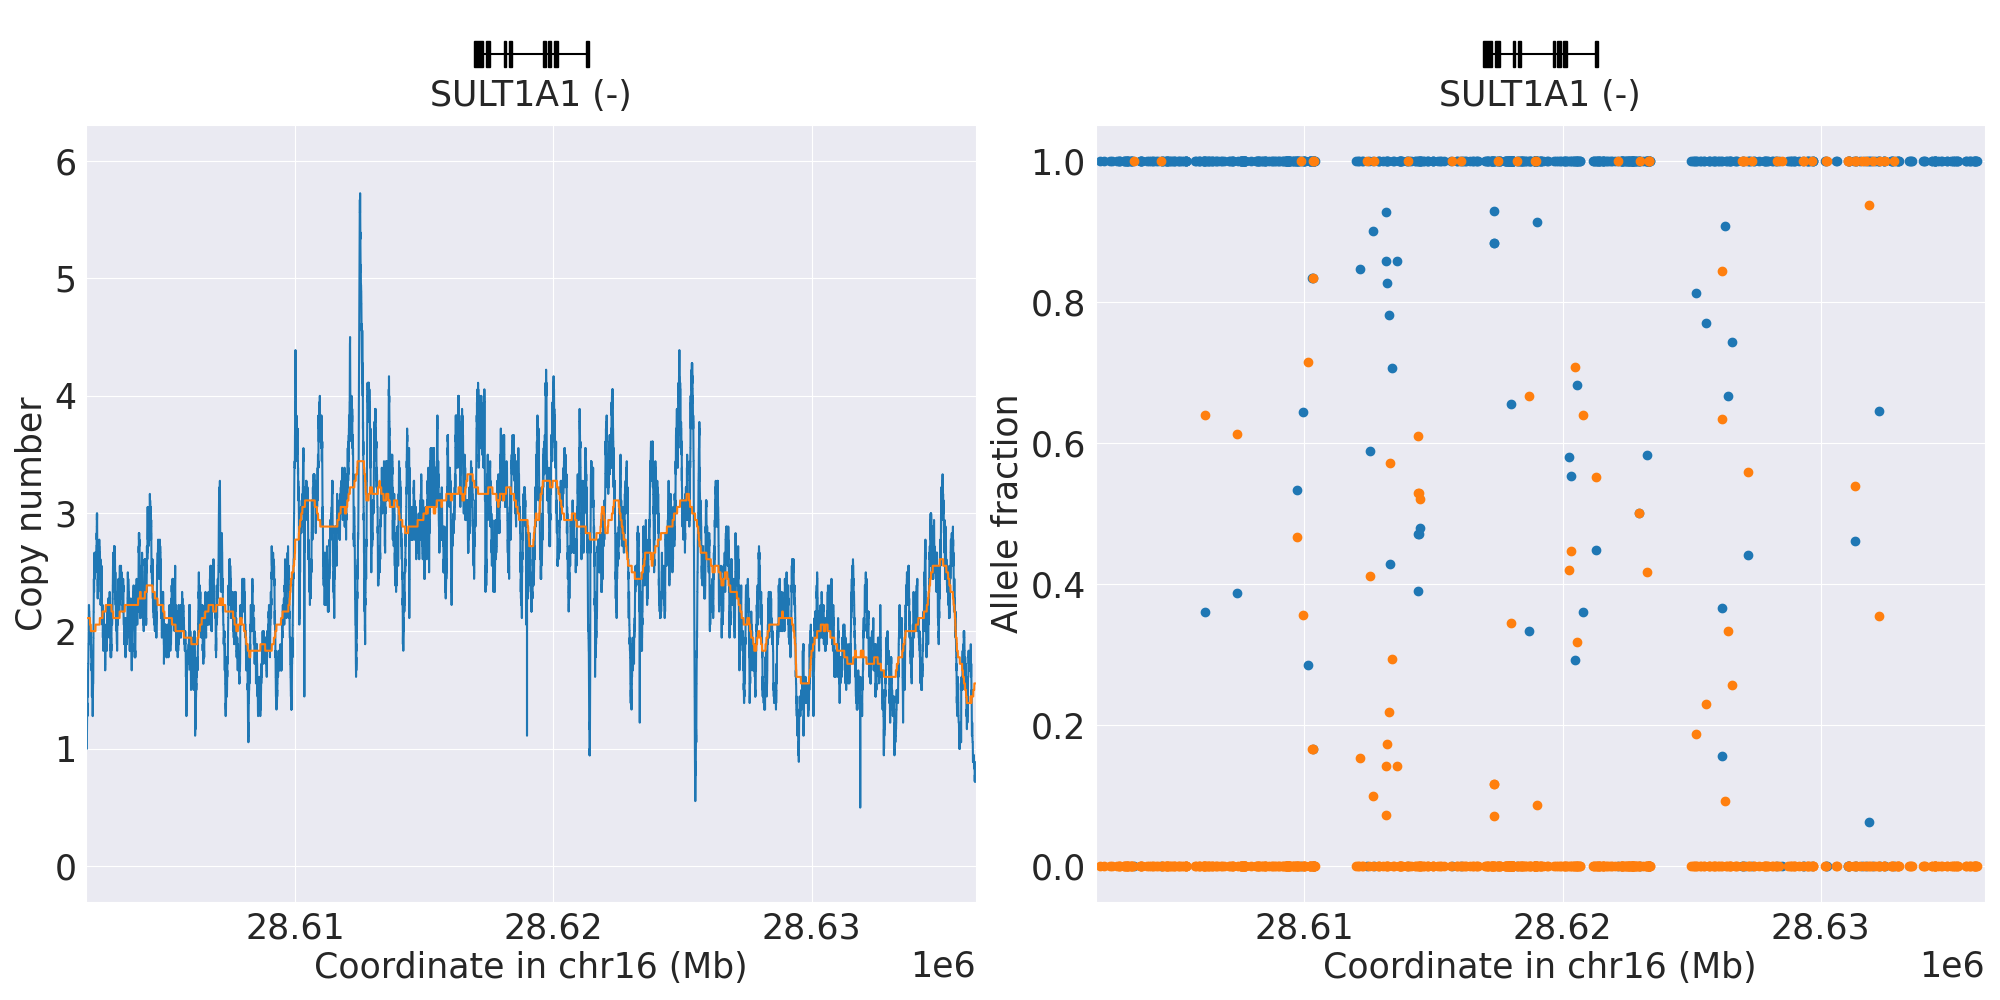 SULT1A1 (-)
Copy number
6
5
4
3
2
1
0
28.61
28.62
28.63
Coordinate in chr16 (Mb)
1e6
SULT1A1 (-)
Allele fraction
1.0
0.8
0.6
0.4
0.2
0.0
28.61
28.62
28.63
Coordinate in chr16 (Mb)
1e6